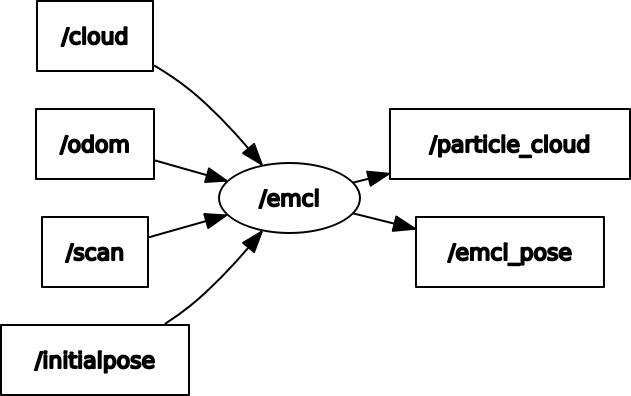 /cloud
/odom
/scan
/initialpose
/emcl
/particle_cloud
/emcl_pose